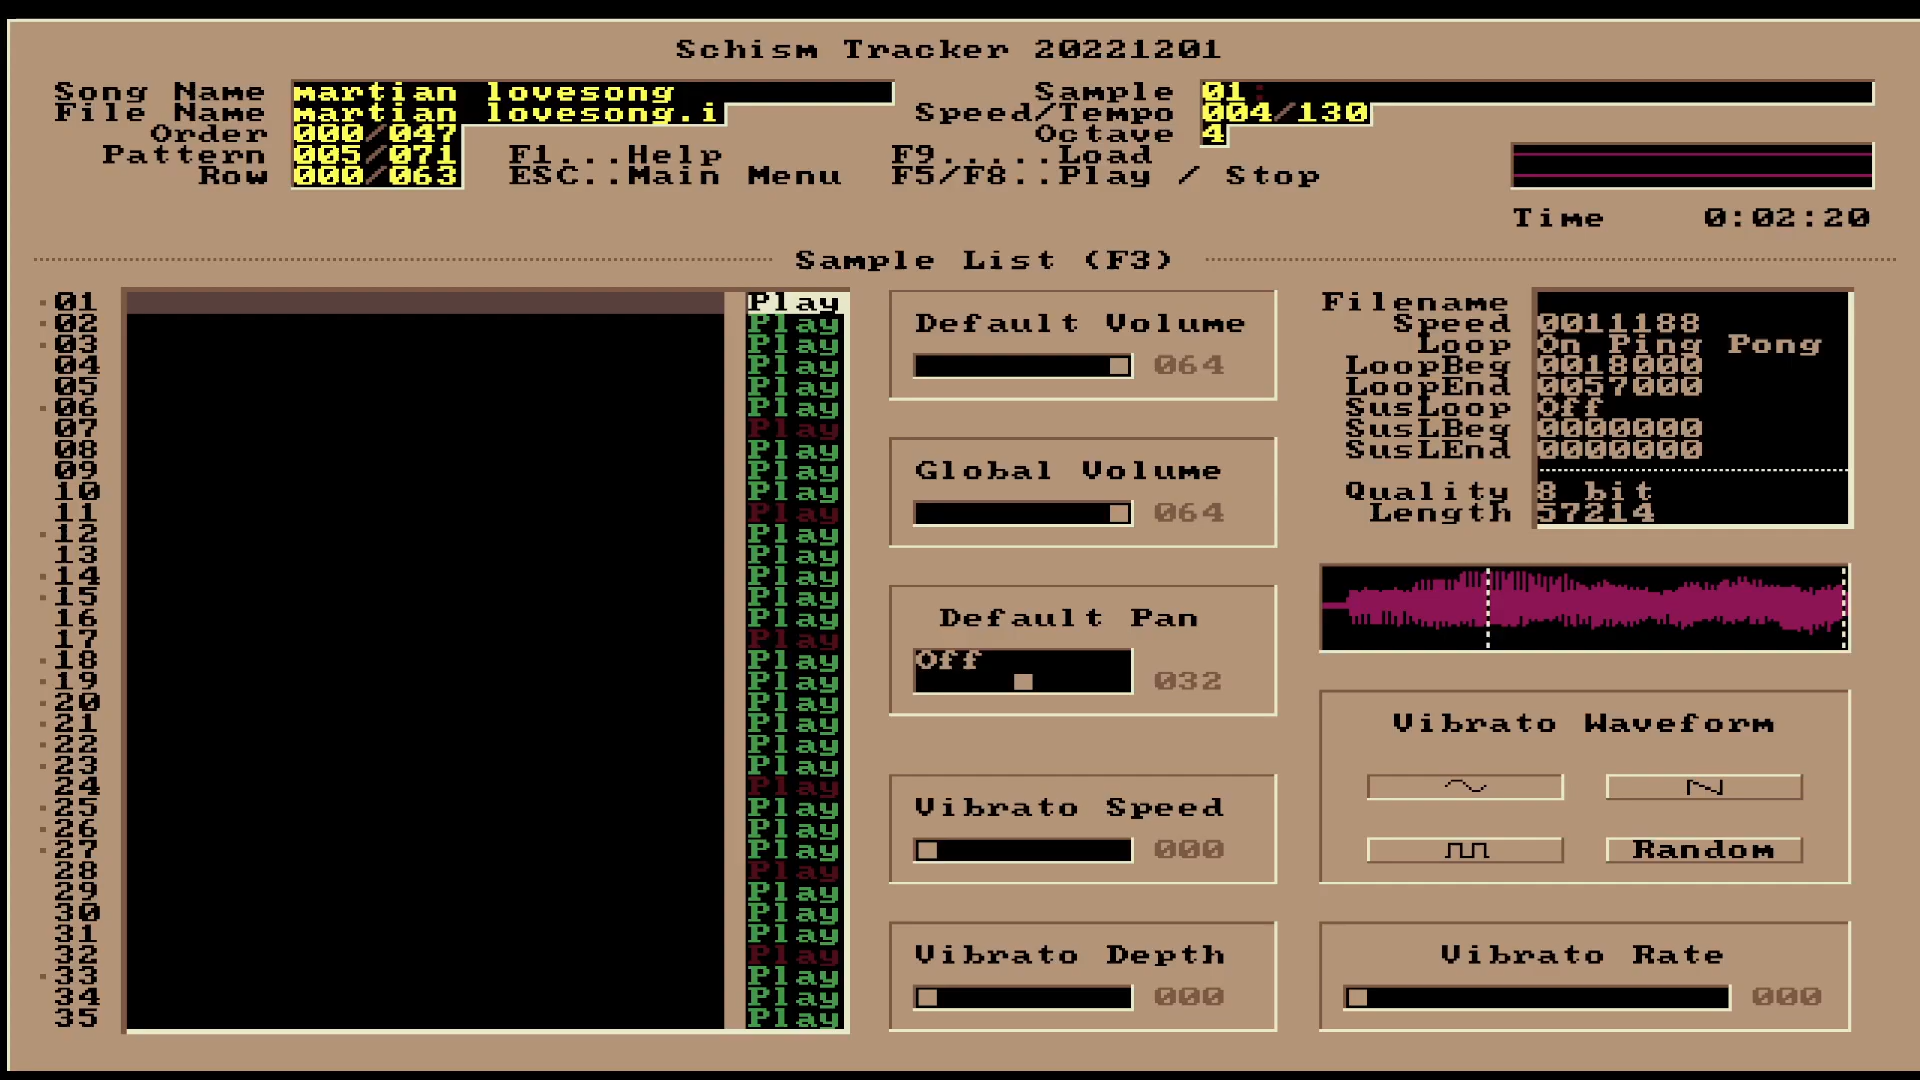 Schism Tracker 20221201
Song Name martian lovesong Sample 01:
File Name martian lovesong.i Speed/Tempo 004/130
Order 000/047 Octave 4
Pattern 005/071 F1...Help F9.....Load
Row 000/063 ESC..Main Menu F5/F8..Play / Stop
Time 0:02:20
Sample List (F3)
01 Play Filename
02 Play Default Volume Speed 0011188
03 Play Loop On Ping Pong
04 Play 064 LoopBeg 0018000
05 Play LoopEnd 0057000
06 Play SusLoop Off
07 Play SusLBeg 0000000
08 Play SusLEnd 0000000
09 Play Global Volume
10 Play Quality 8 bit
11 Play 064 Length 57214
12 Play
13 Play
14 Play
15 Play
16 Play Default Pan
17 Play
18 Play Off
19 Play 032
20 Play
21 Play Vibrato Waveform
22 Play
23 Play
24 Play
25 Play Vibrato Speed
26 Play
27 Play 000 Random
28 Play
29 Play
30 Play
31 Play
32 Play Vibrato Depth Vibrato Rate
33 Play
34 Play 000 000
35 Play